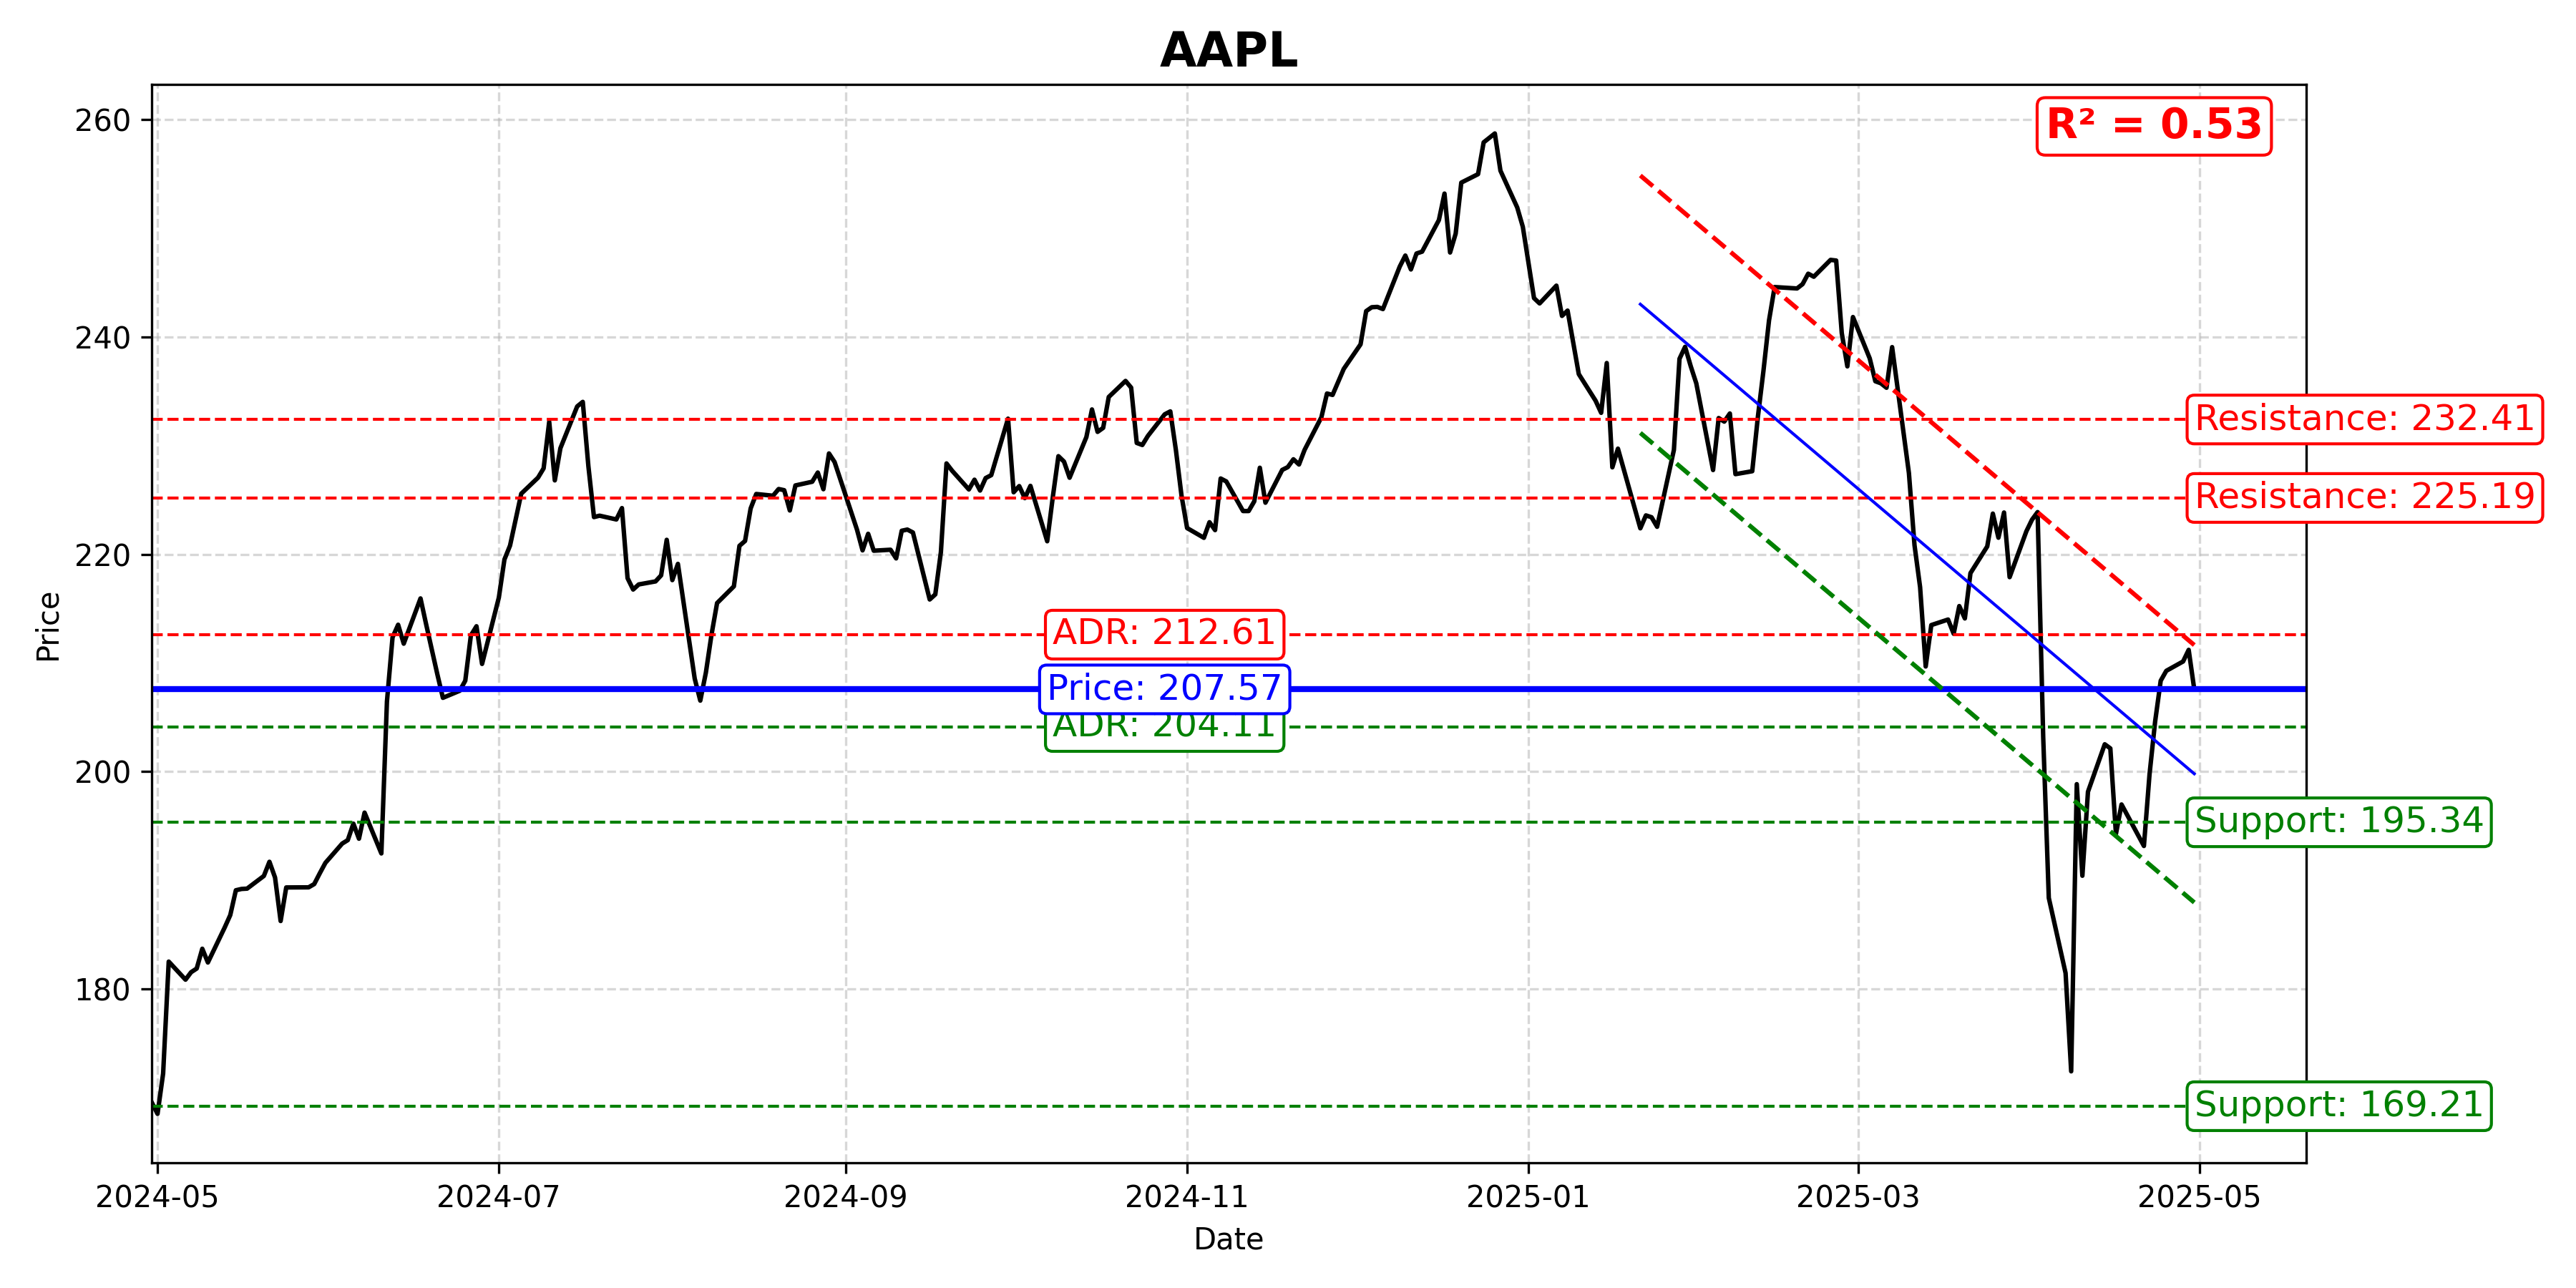 AAPL
R² = 0.53
260
240
220
200
180
Price
Resistance: 232.41
Resistance: 225.19
ADR: 212.61
Price: 207.57
ADR: 204.11
Support: 195.34
Support: 169.21
2024-05
2024-07
2024-09
2024-11
2025-01
2025-03
2025-05
Date